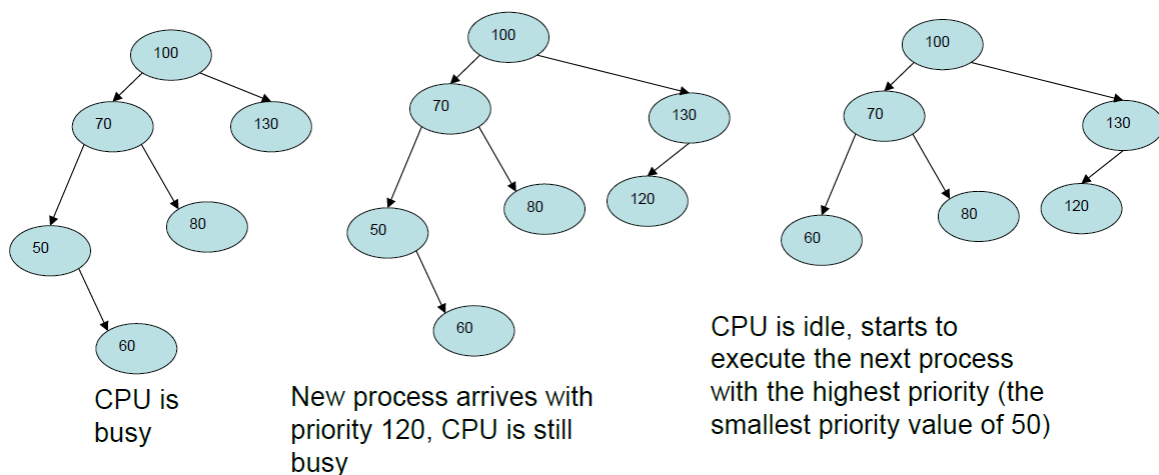 100
70
130
50
80
60
CPU is
busy
100
70
130
80
120
50
60
New process arrives with
priority 120, CPU is still
busy
100
70
130
80
120
60
CPU is idle, starts to
execute the next process
with the highest priority (the
smallest priority value of 50)